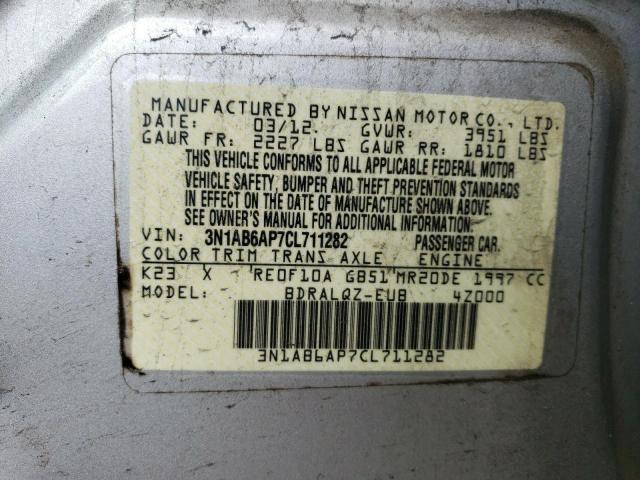 MANUFACTURED BY NISSAN MOTOR CO., LTD.
DATE: 03/12. GVWR: 3951 LBS
GAWR FR: 2227 LBS GAWR RR: 1810 LBS
THIS VEHICLE CONFORMS TO ALL APPLICABLE FEDERAL MOTOR
VEHICLE SAFETY, BUMPER AND THEFT PREVENTION STANDARDS
IN EFFECT ON THE DATE OF MANUFACTURE SHOWN ABOVE.
SEE OWNER'S MANUAL FOR ADDITIONAL INFORMATION.
VIN: 3N1AB6AP7CL711282 PASSENGER CAR.
COLOR TRIM TRANS AXLE ENGINE
K23 X RE0F10A GB51 MR20DE 1997 CC
MODEL: BDRALQZ-EUB 4Z000
3N1AB6AP7CL711282